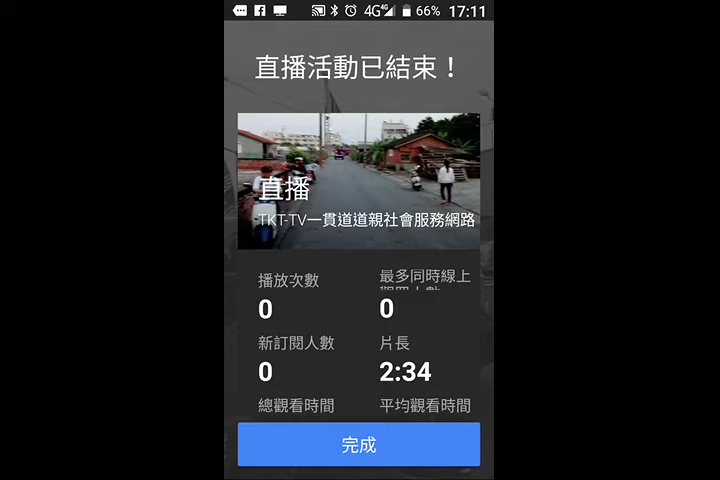 4G 4G 66% 17:11
直播活動已結束！
直播
TKT-TV一貫道道親社會服務網路
播放次數
最多同時線上
0
0
新訂閱人數
片長
0
2:34
總觀看時間
平均觀看時間
完成